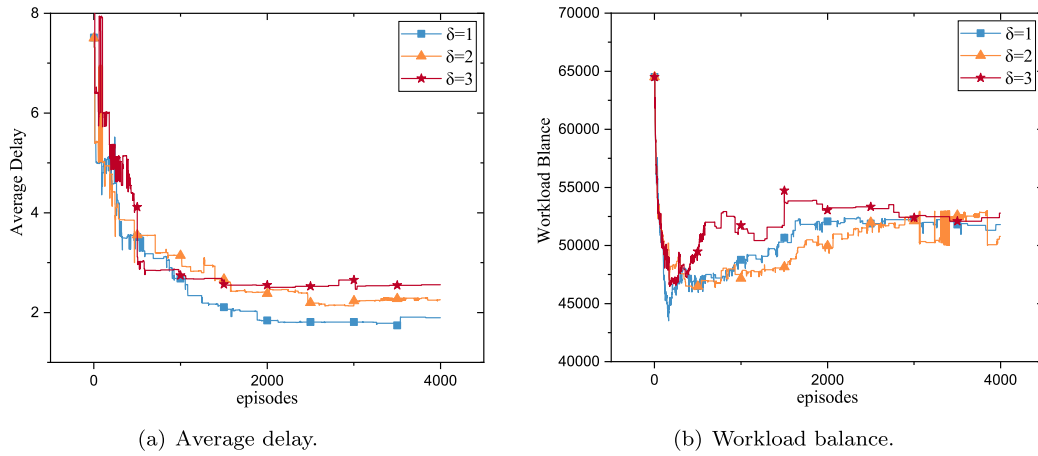 8
6
4
2
Average Delay
δ=1
δ=2
δ=3
0
2000
4000
episodes
(a) Average delay.
70000
65000
60000
55000
50000
45000
40000
Workload Blance
δ=1
δ=2
δ=3
0
2000
4000
episodes
(b) Workload balance.